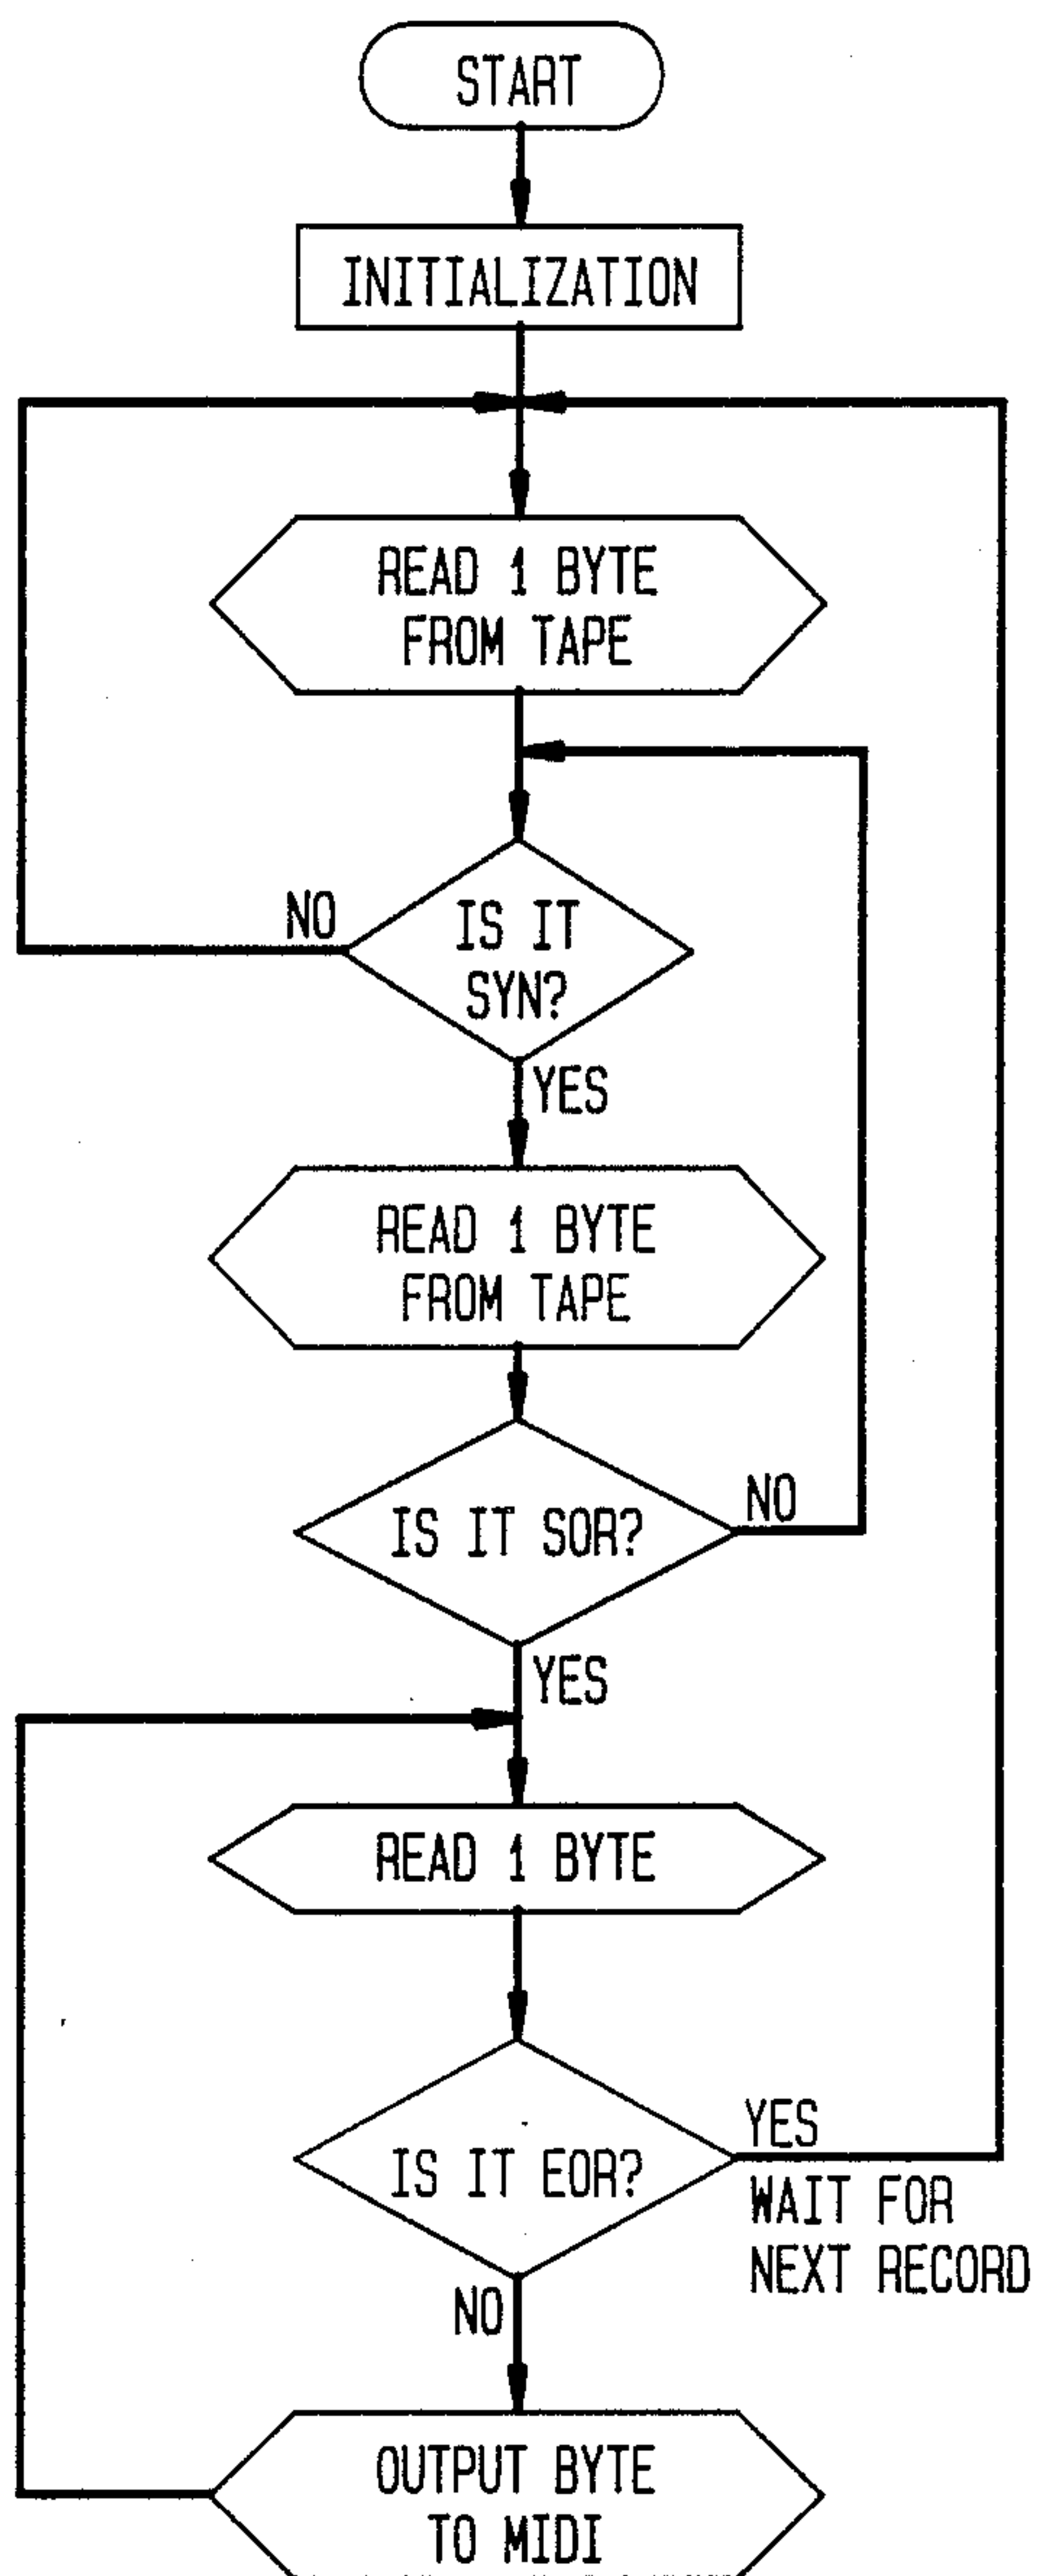 START
INITIALIZATION
READ 1 BYTE
FROM TAPE
NO
IS IT
SYN?
YES
READ 1 BYTE
FROM TAPE
IS IT SOR?
NO
YES
READ 1 BYTE
IS IT EOR?
YES
WAIT FOR
NEXT RECORD
NO
OUTPUT BYTE
TO MIDI